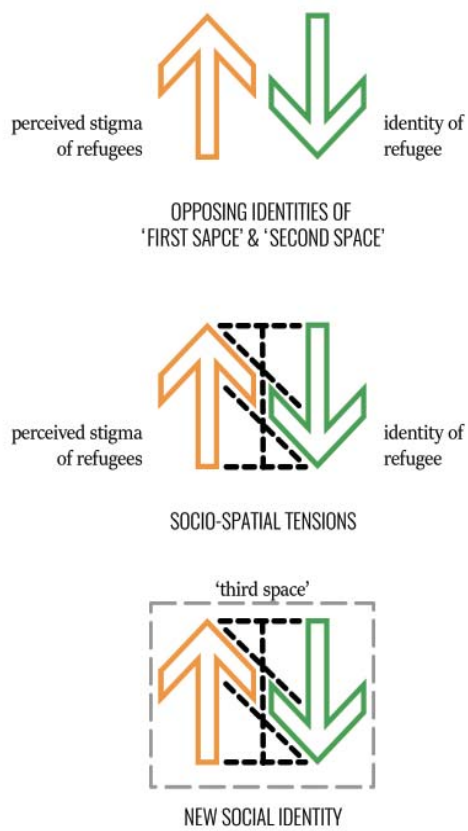 perceived stigma
of refugees
identity of
refugee
OPPOSING IDENTITIES OF
‘FIRST SAPCE’ & ‘SECOND SPACE’
perceived stigma
of refugees
identity of
refugee
SOCIO-SPATIAL TENSIONS
‘third space’
NEW SOCIAL IDENTITY